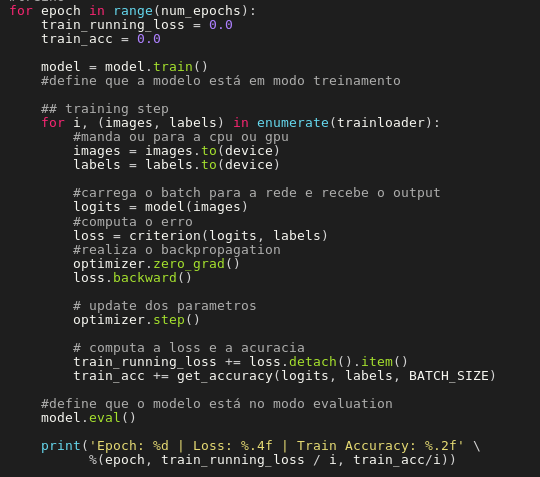 for epoch in range(num_epochs):
    train_running_loss = 0.0
    train_acc = 0.0

    model = model.train()
    #define que a modelo está em modo treinamento

    ## training step
    for i, (images, labels) in enumerate(trainloader):
        #manda ou para a cpu ou gpu
        images = images.to(device)
        labels = labels.to(device)

        #carrega o batch para a rede e recebe o output
        logits = model(images)
        #computa o erro
        loss = criterion(logits, labels)
        #realiza o backpropagation
        optimizer.zero_grad()
        loss.backward()

        # update dos parametros
        optimizer.step()

        # computa a loss e a acuracia
        train_running_loss += loss.detach().item()
        train_acc += get_accuracy(logits, labels, BATCH_SIZE)

    #define que o modelo está no modo evaluation
    model.eval()

    print('Epoch: %d | Loss: %.4f | Train Accuracy: %.2f' \
          %(epoch, train_running_loss / i, train_acc/i))